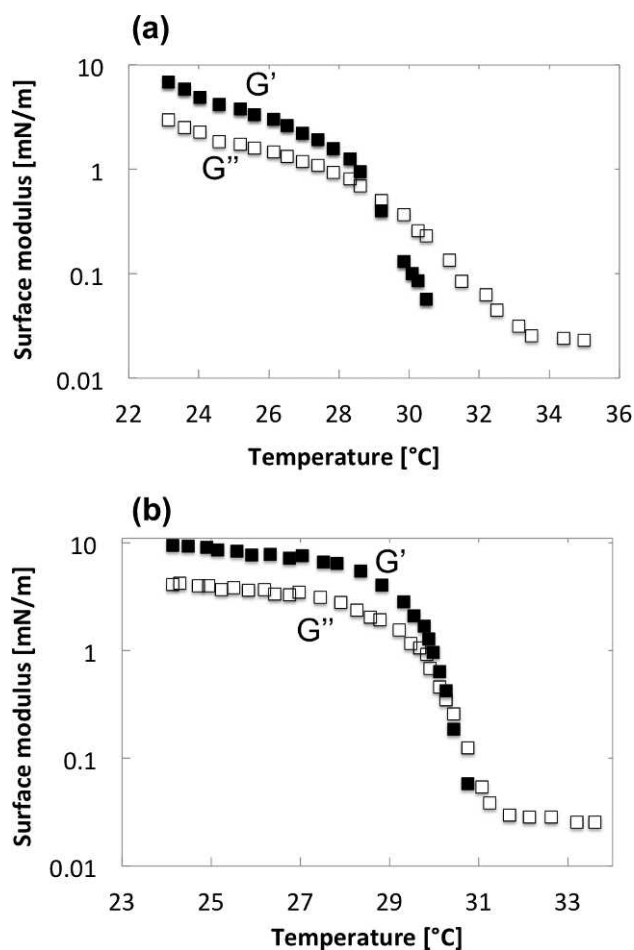 (a)
10
1
0.1
0.01
Surface modulus [mN/m]
G’
G’’
22 24 26 28 30 32 34 36
Temperature [°C]
(b)
10
1
0.1
0.01
Surface modulus [mN/m]
G’
G’’
23 25 27 29 31 33
Temperature [°C]